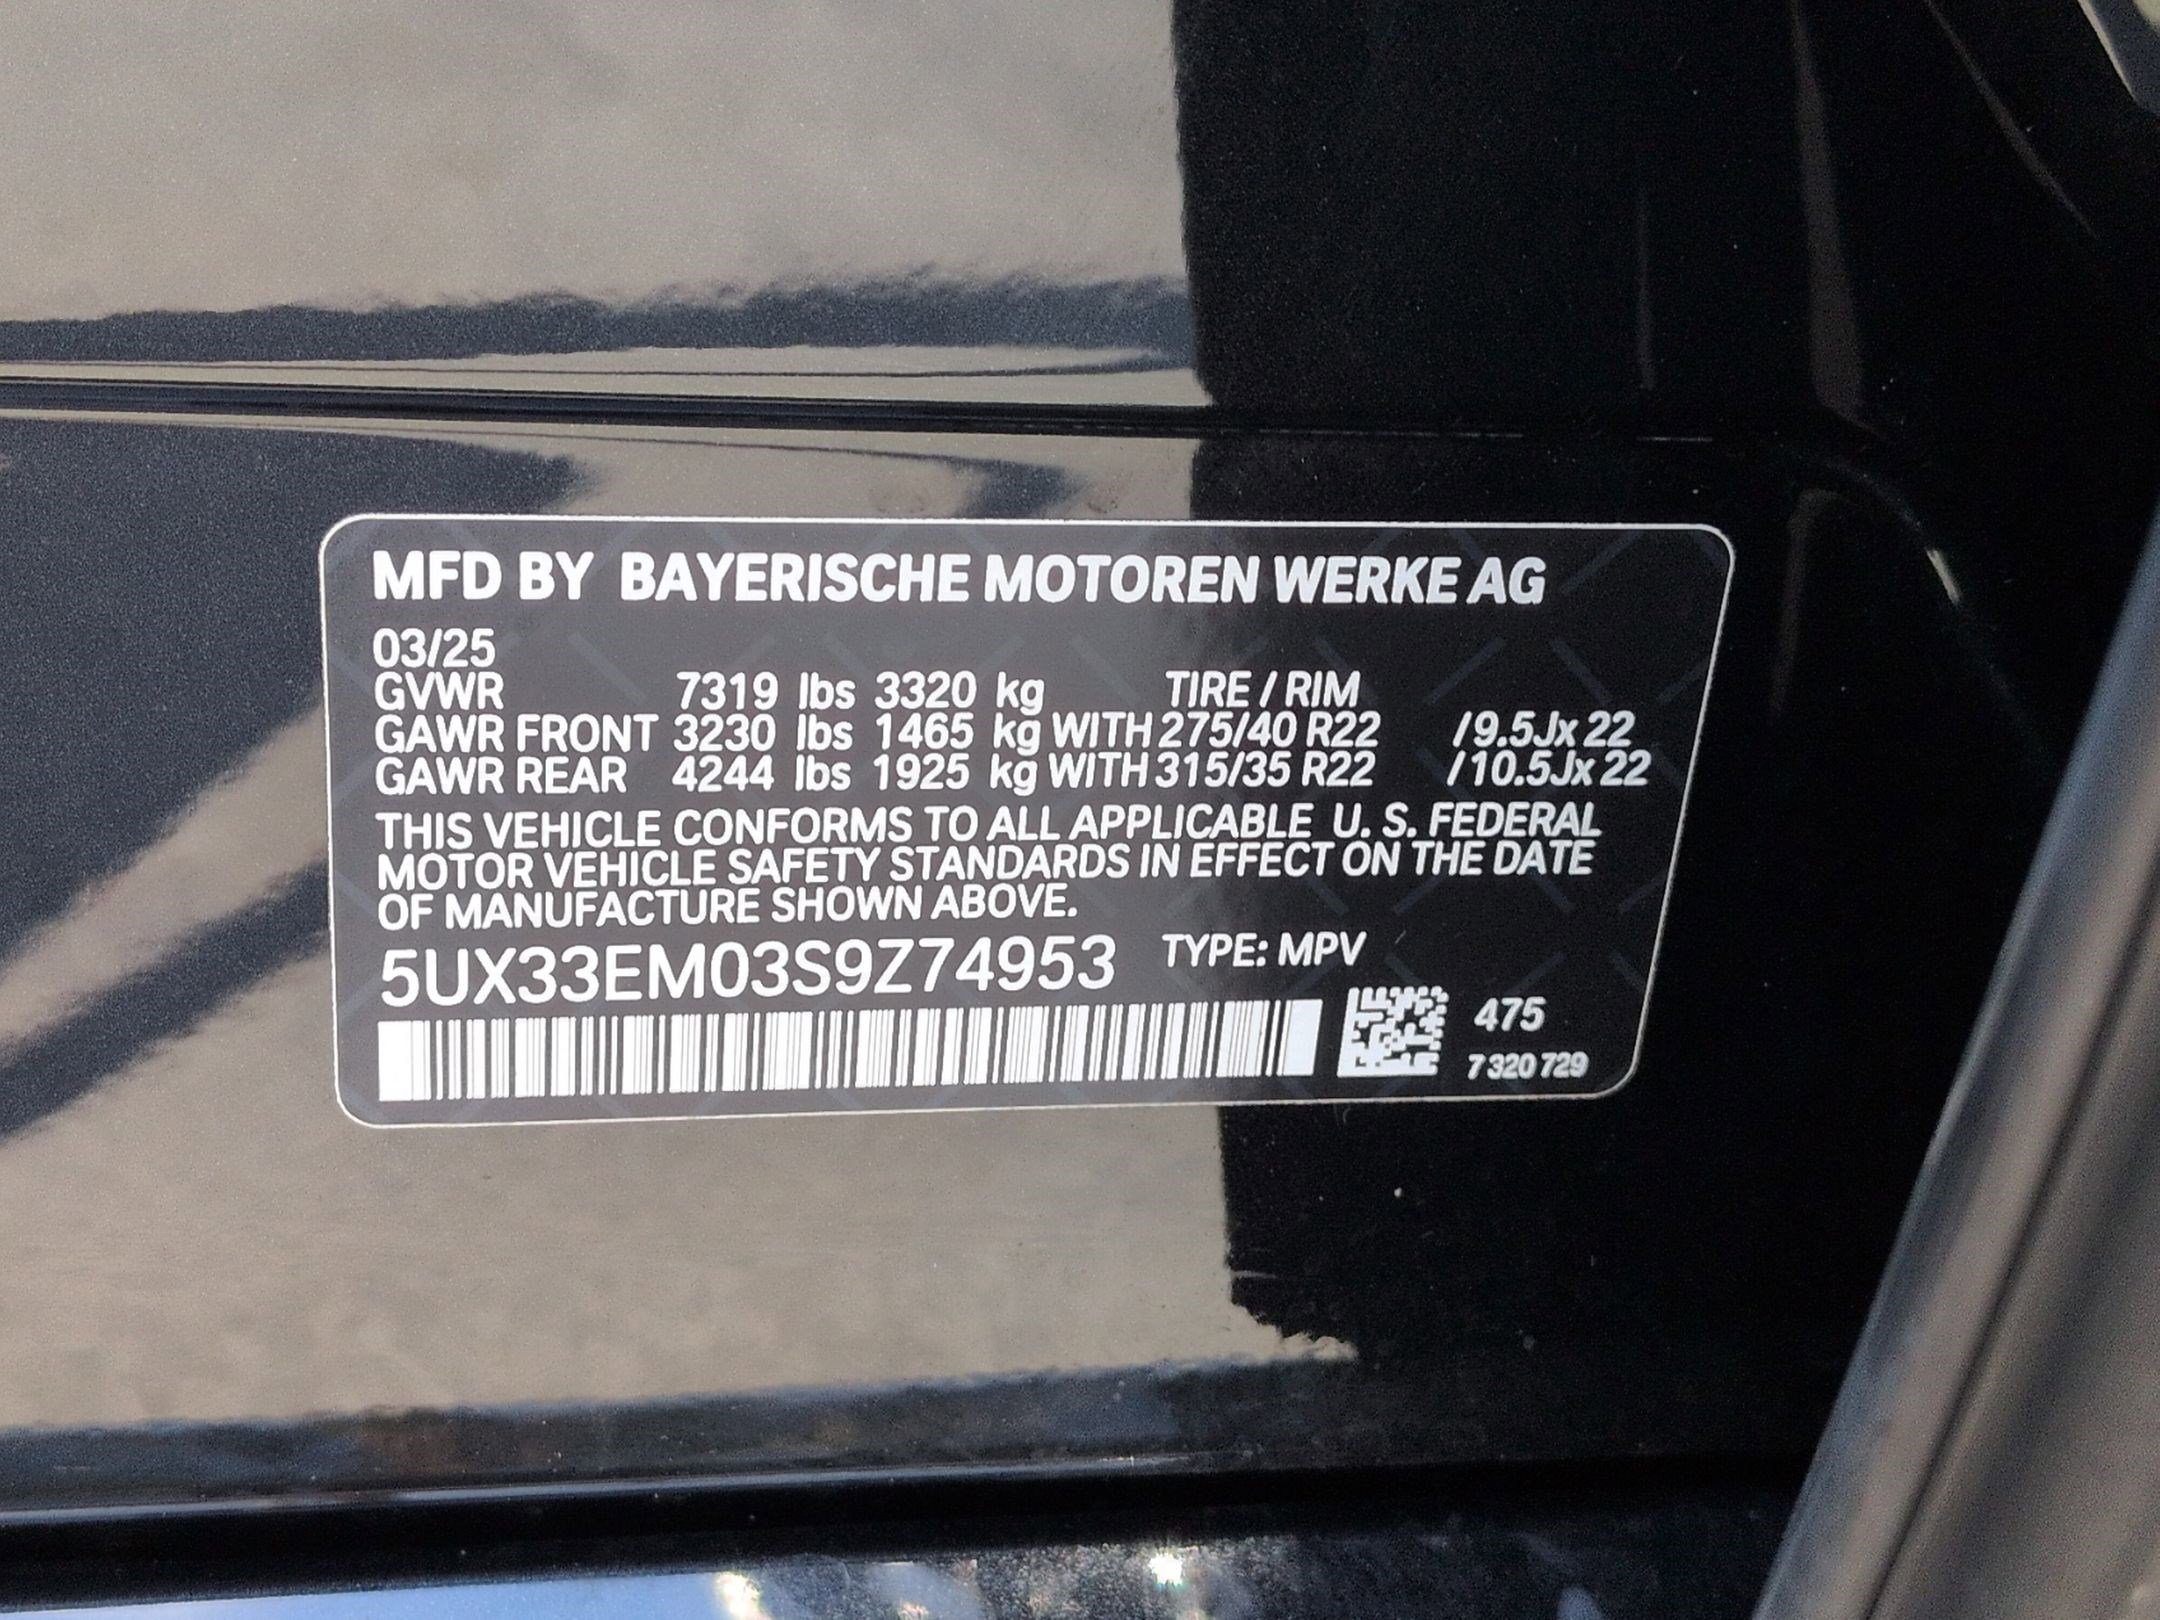 MFD BY BAYERISCHE MOTOREN WERKE AG
03/25
GVWR 7319 lbs 3320 kg TIRE / RIM
GAWR FRONT 3230 lbs 1465 kg WITH 275/40 R22 /9.5Jx 22
GAWR REAR 4244 lbs 1925 kg WITH 315/35 R22 /10.5Jx 22
THIS VEHICLE CONFORMS TO ALL APPLICABLE U. S. FEDERAL
MOTOR VEHICLE SAFETY STANDARDS IN EFFECT ON THE DATE
OF MANUFACTURE SHOWN ABOVE.
5UX33EM03S9Z74953 TYPE: MPV
475
7 320 729